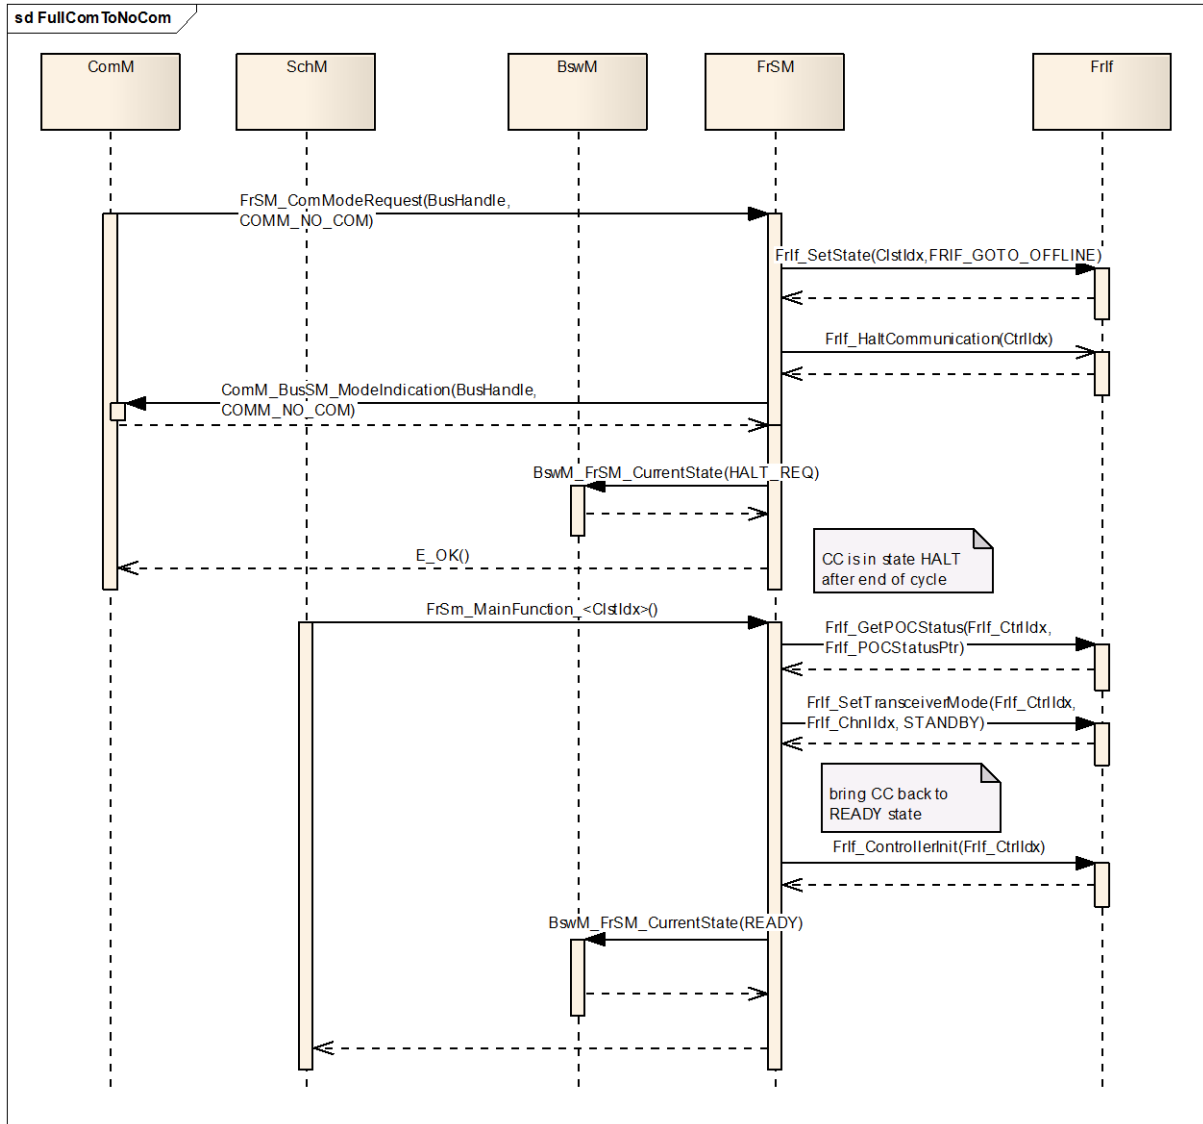 sd FullComToNoCom
ComM
SchM
BswM
FrSM
FrIf
FrSM_ComModeRequest(BusHandle,
COMM_NO_COM)
FrIf_SetState(ClstIdx,FRIF_GOTO_OFFLINE)
FrIf_HaltCommunication(CtrlIdx)
ComM_BusSM_ModeIndication(BusHandle,
COMM_NO_COM)
BswM_FrSM_CurrentState(HALT_REQ)
E_OK()
CC is in state HALT
after end of cycle
FrSm_MainFunction_<ClstIdx>()
FrIf_GetPOCStatus(FrIf_CtrlIdx,
FrIf_POCStatusPtr)
FrIf_SetTransceiverMode(FrIf_CtrlIdx,
FrIf_ChnlIdx, STANDBY)
bring CC back to
READY state
FrIf_ControllerInit(FrIf_CtrlIdx)
BswM_FrSM_CurrentState(READY)